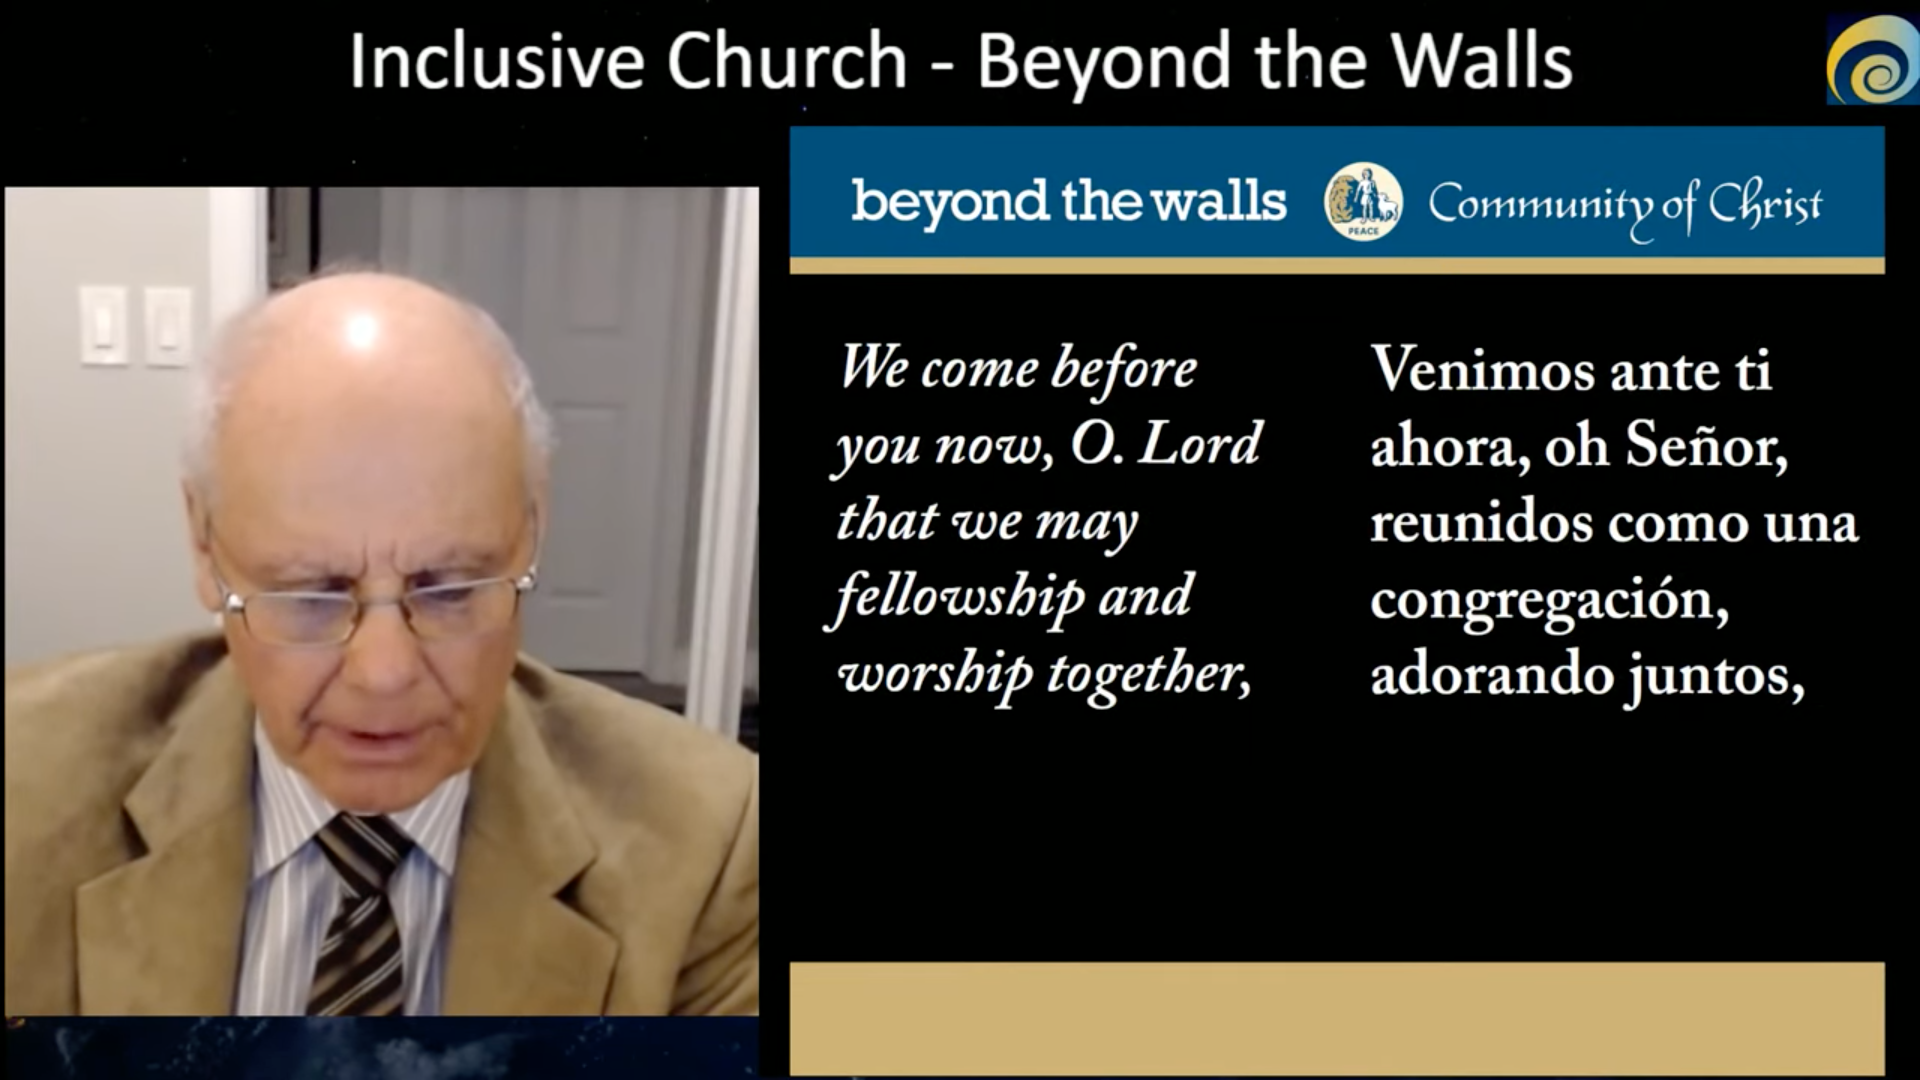 Inclusive Church - Beyond the Walls
beyond the walls
PEACE
Community of Christ
We come before
you now, O. Lord
that we may
fellowship and
worship together,
Venimos ante ti
ahora, oh Señor,
reunidos como una
congregación,
adorando juntos,